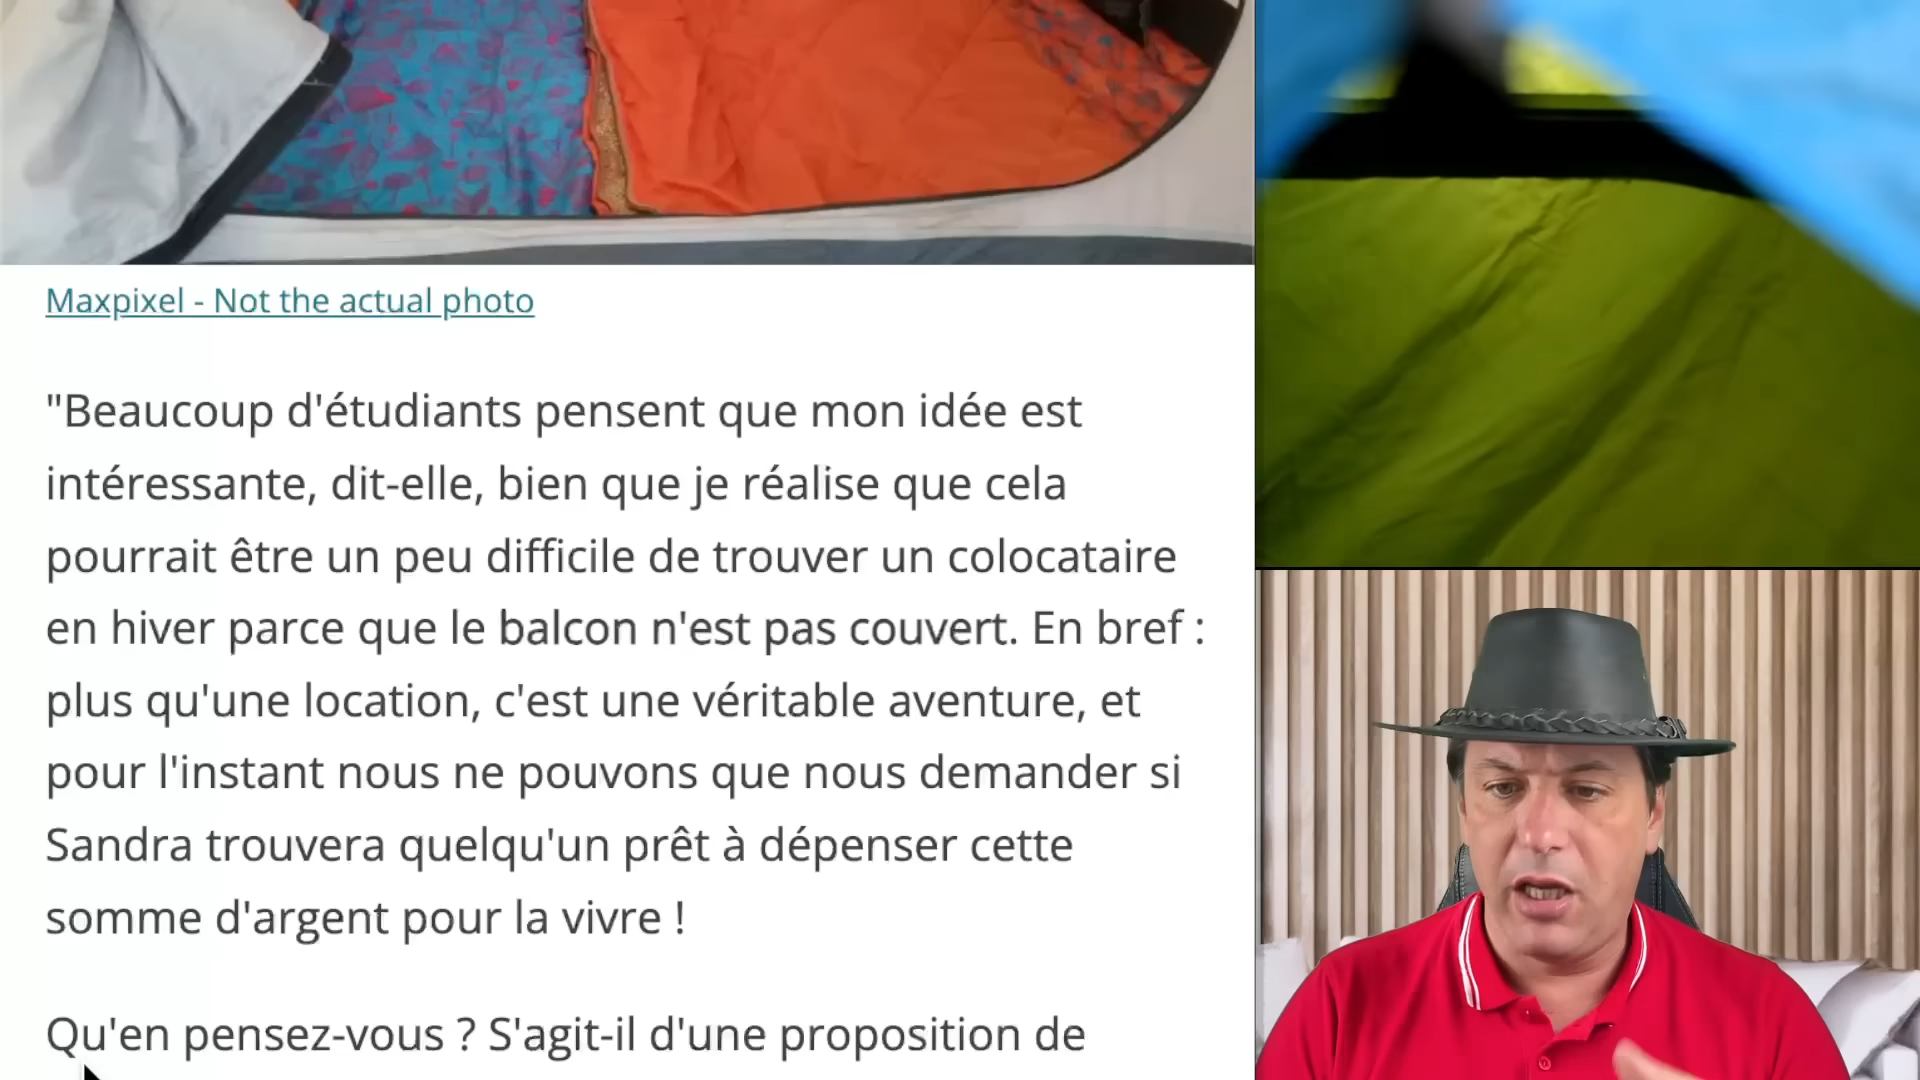 Maxpixel - Not the actual photo
"Beaucoup d'étudiants pensent que mon idée est
intéressante, dit-elle, bien que je réalise que cela
pourrait être un peu difficile de trouver un colocataire
en hiver parce que le balcon n'est pas couvert. En bref :
plus qu'une location, c'est une véritable aventure, et
pour l'instant nous ne pouvons que nous demander si
Sandra trouvera quelqu'un prêt à dépenser cette
somme d'argent pour la vivre !
Qu'en pensez-vous ? S'agit-il d'une proposition de